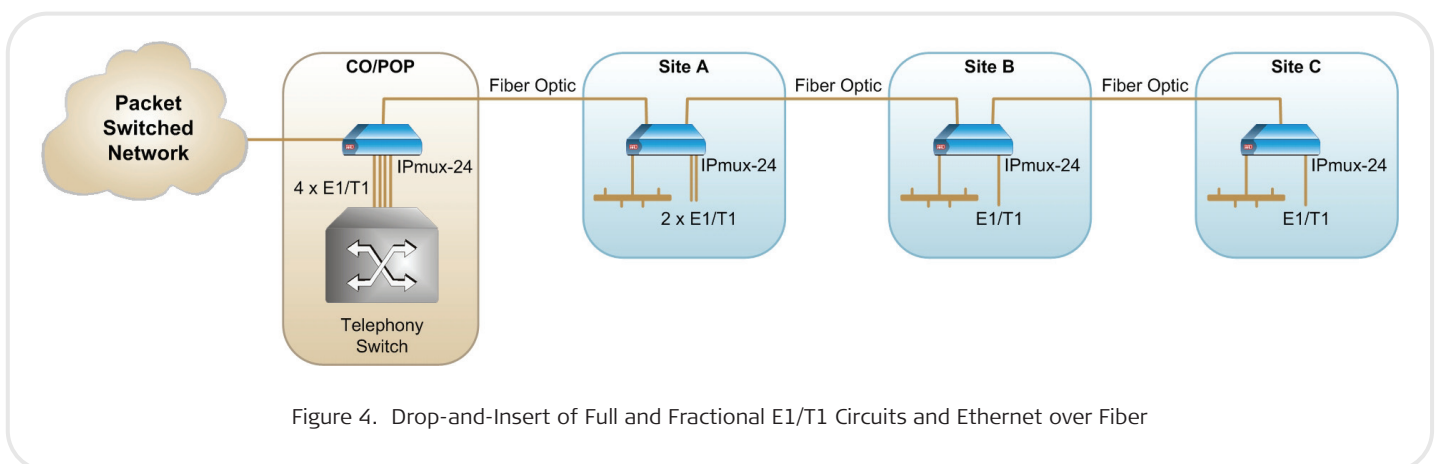 Packet
Switched
Network
CO/POP
IPmux-24
4 x E1/T1
Telephony
Switch
Fiber Optic
Site A
IPmux-24
2 x E1/T1
Fiber Optic
Site B
IPmux-24
E1/T1
Fiber Optic
Site C
IPmux-24
E1/T1
Figure 4. Drop-and-Insert of Full and Fractional E1/T1 Circuits and Ethernet over Fiber